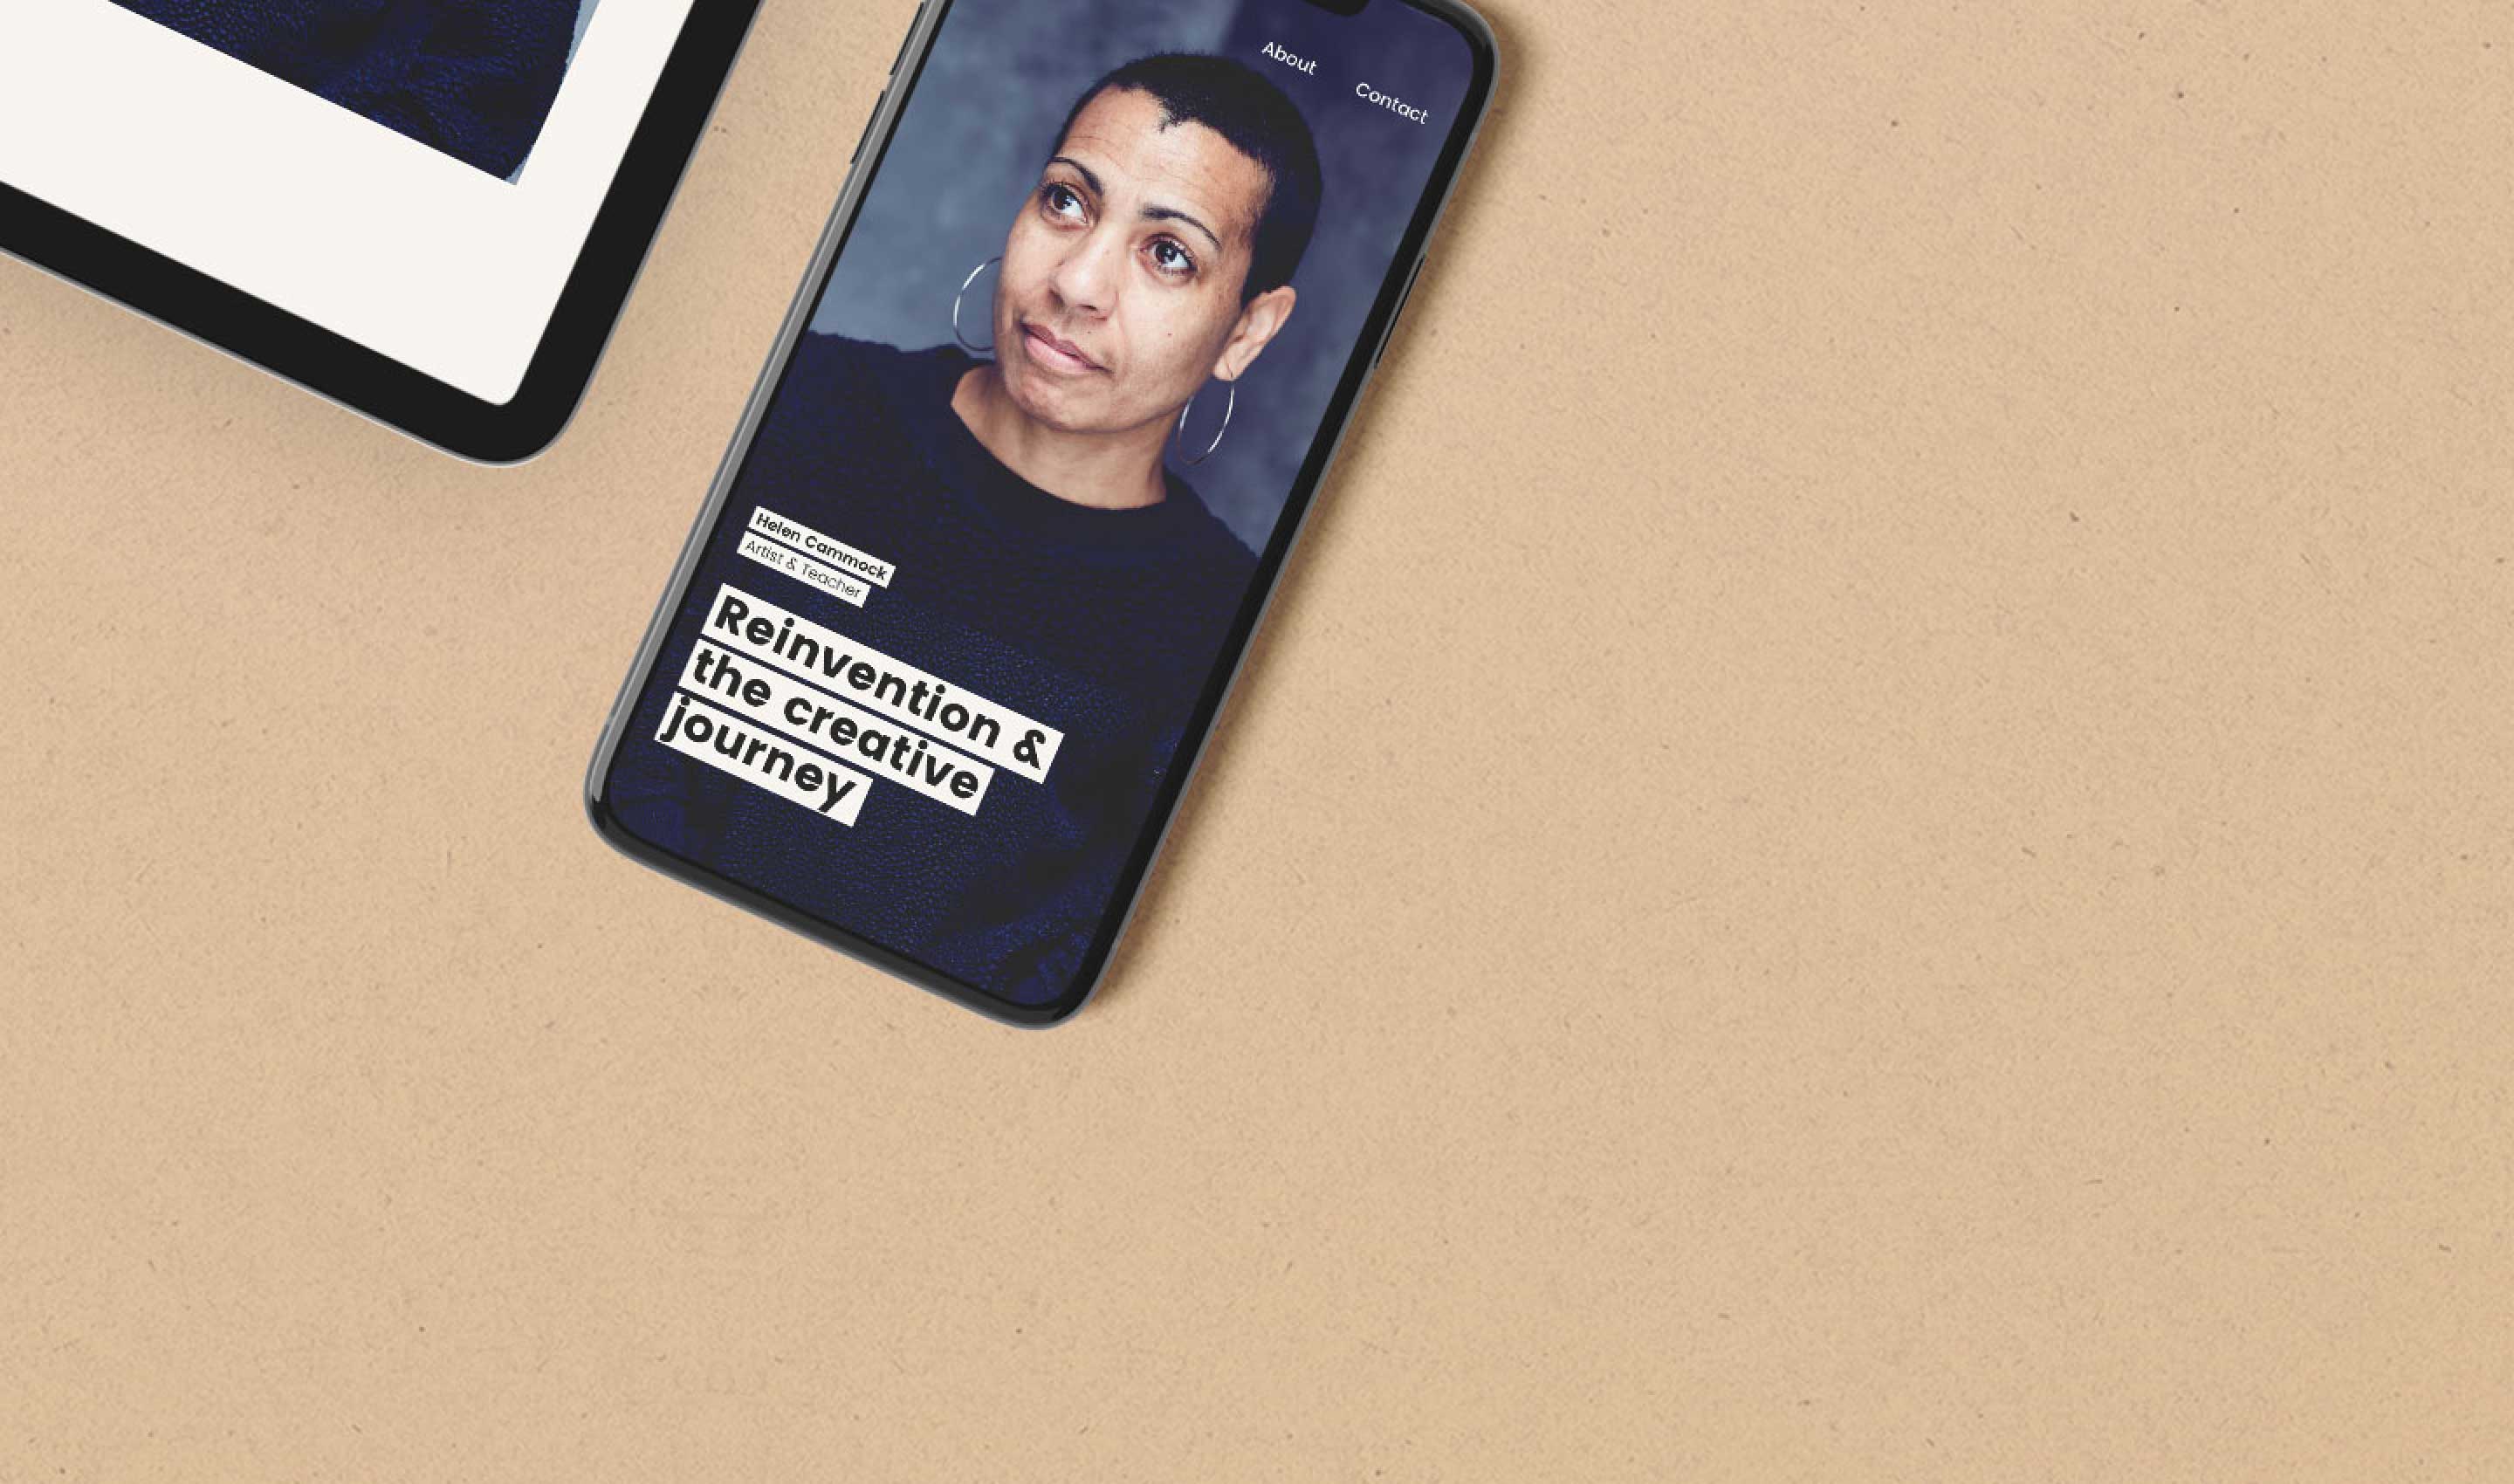 About
Contact
Helen Cammock
Artist & Teacher
Reinvention &
the creative
journey